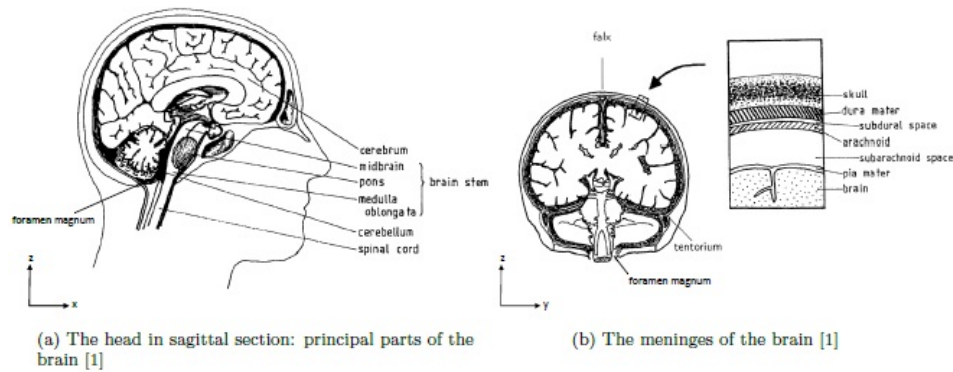 cerebrum
midbrain
pons
brain stem
medulla
oblongata
foramen magnum
cerebellum
spinal cord
z
x
(a) The head in sagittal section: principal parts of the
brain [1]
falx
skull
dura mater
subdural space
arachnoid
subarachnoid space
pia mater
brain
tentorium
foramen magnum
z
y
(b) The meninges of the brain [1]